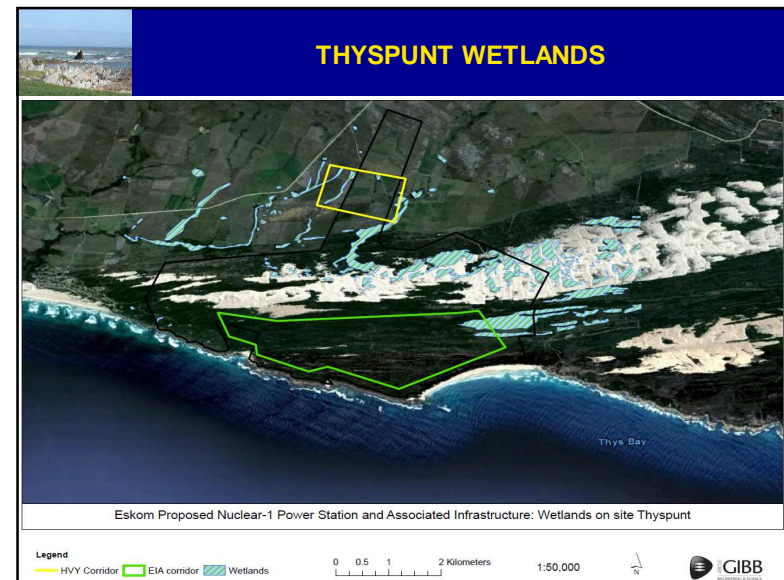 THYSPUNT WETLANDS
Thys Bay
Eskom Proposed Nuclear-1 Power Station and Associated Infrastructure: Wetlands on site Thyspunt
Legend
HVY Corridor EIA corridor Wetlands
0 0.5 1 2 Kilometers
1:50,000
N
GIBB